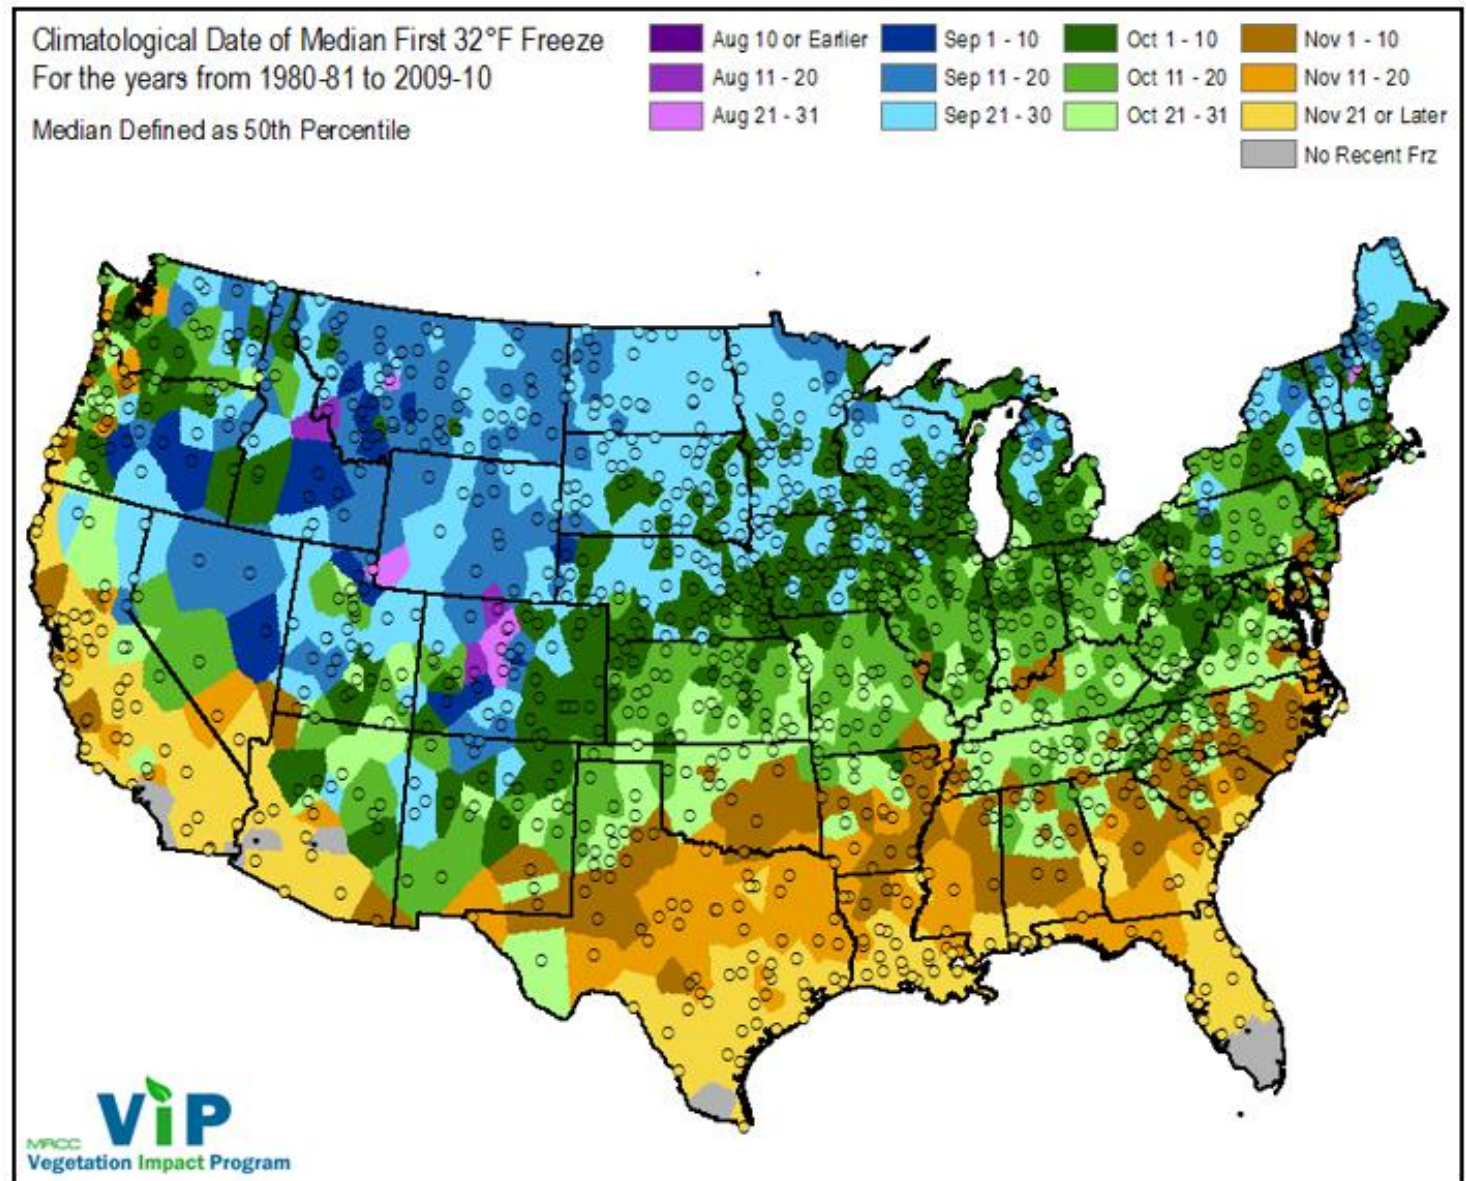 Climatological Date of Median First 32°F Freeze
For the years from 1980-81 to 2009-10
Median Defined as 50th Percentile
Aug 10 or Earlier
Aug 11 - 20
Aug 21 - 31
Sep 1 - 10
Sep 11 - 20
Sep 21 - 30
Oct 1 - 10
Oct 11 - 20
Oct 21 - 31
Nov 1 - 10
Nov 11 - 20
Nov 21 or Later
No Recent Frz
MRCC
ViP
Vegetation Impact Program